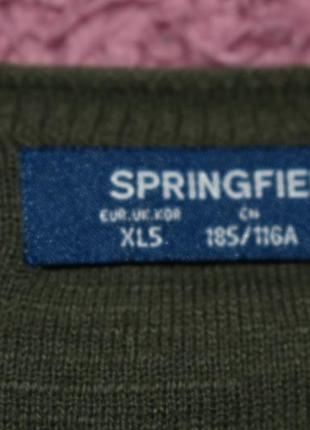 SPRINGFIE
EUR.UK.KOR CN
XLS 185/116A